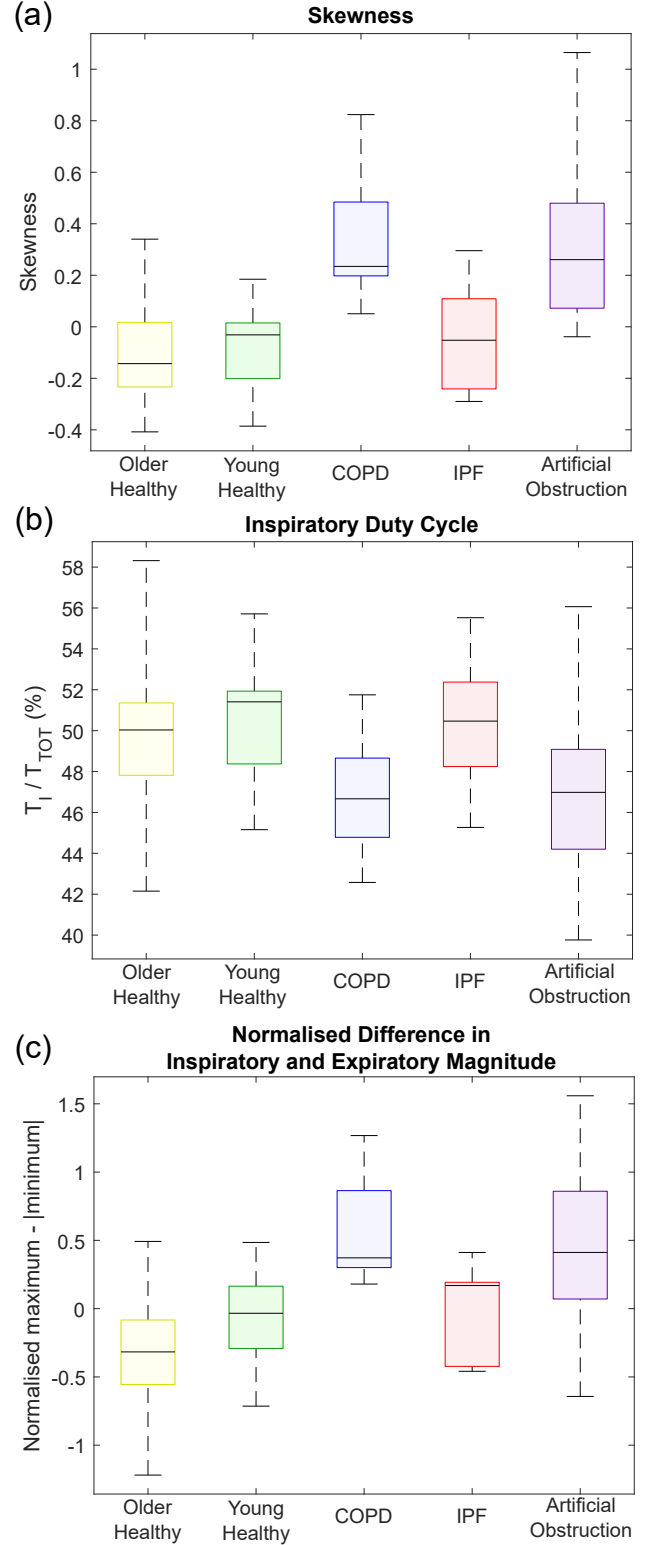 (a)
Skewness
Skewness
1
0.8
0.6
0.4
0.2
0
-0.2
-0.4
Older Healthy
Young Healthy
COPD
IPF
Artificial Obstruction
(b)
Inspiratory Duty Cycle
T_I / T_TOT (%)
58
56
54
52
50
48
46
44
42
40
Older Healthy
Young Healthy
COPD
IPF
Artificial Obstruction
(c)
Normalised Difference in
Inspiratory and Expiratory Magnitude
Normalised maximum - |minimum|
1.5
1
0.5
0
-0.5
-1
Older Healthy
Young Healthy
COPD
IPF
Artificial Obstruction